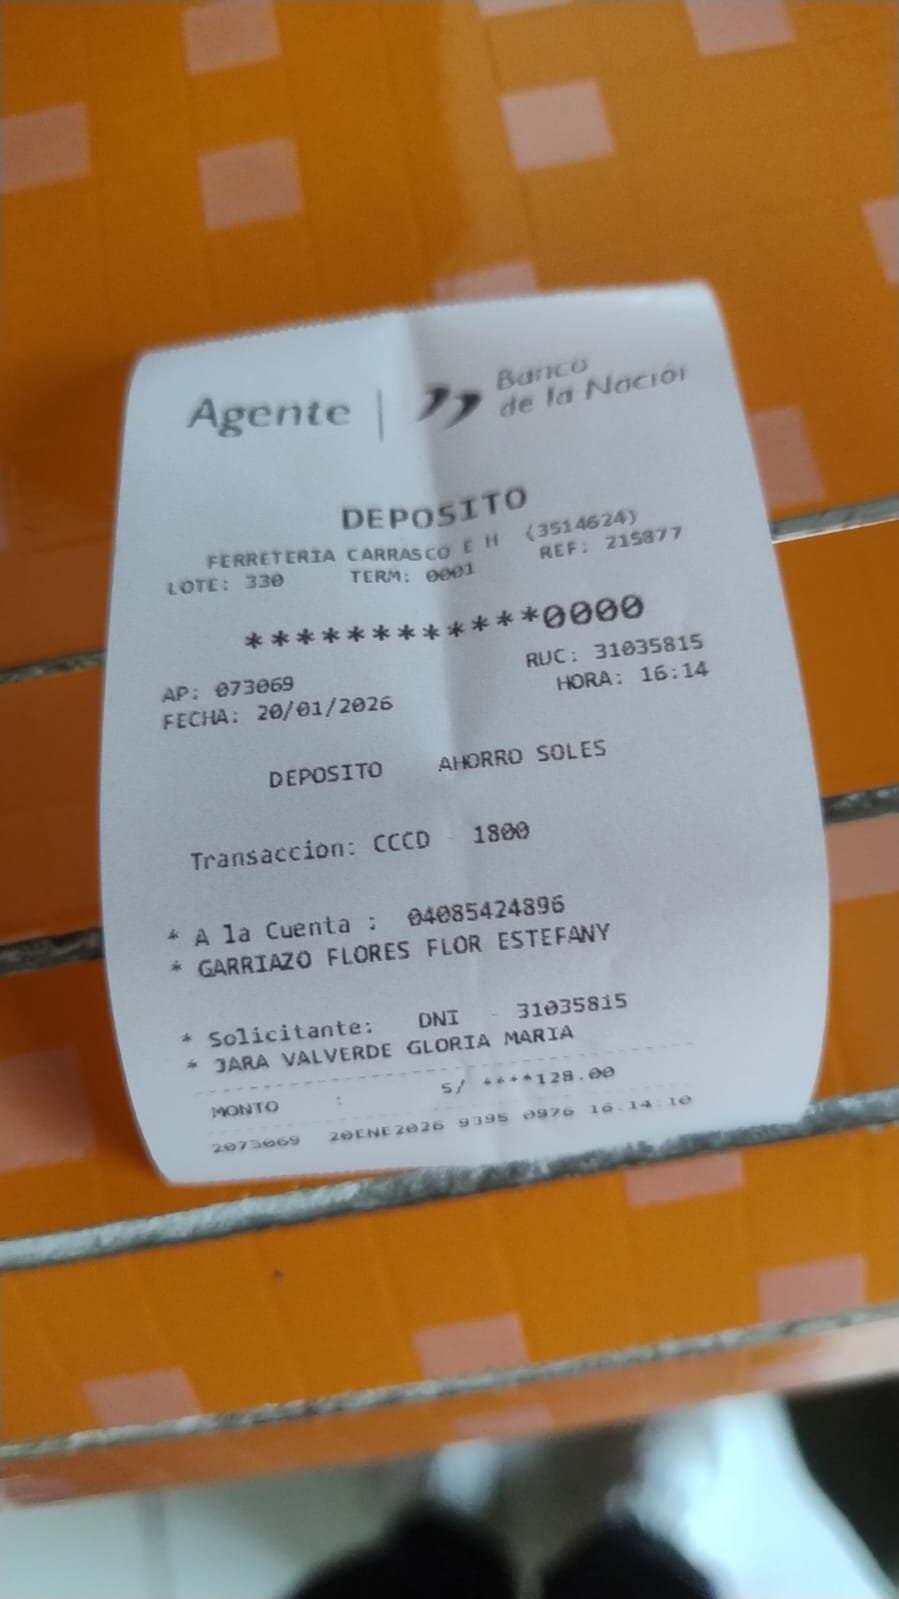 Agente | Banco
de la Nación
DEPOSITO
FERRETERIA CARRASCO E H (3514624)
LOTE: 330 TERM: 0001 REF: 215877
************0000
AP: 073069 RUC: 31035815
FECHA: 20/01/2026 HORA: 16:14
DEPOSITO AHORRO SOLES
Transaccion: CCCD - 1800
* A la Cuenta : 04085424896
* GARRIAZO FLORES FLOR ESTEFANY
* Solicitante: DNI - 31035815
* JARA VALVERDE GLORIA MARIA
MONTO : S/ ****128.00
2073069 20ENE2026 9395 0976 16:14:10